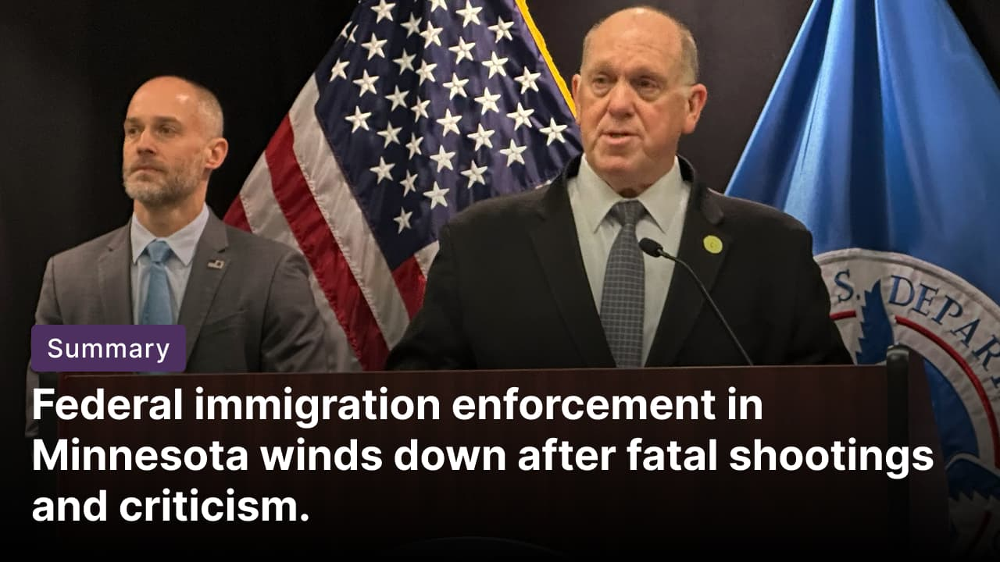 S. DEPAR
Summary
Federal immigration enforcement in
Minnesota winds down after fatal shootings
and criticism.